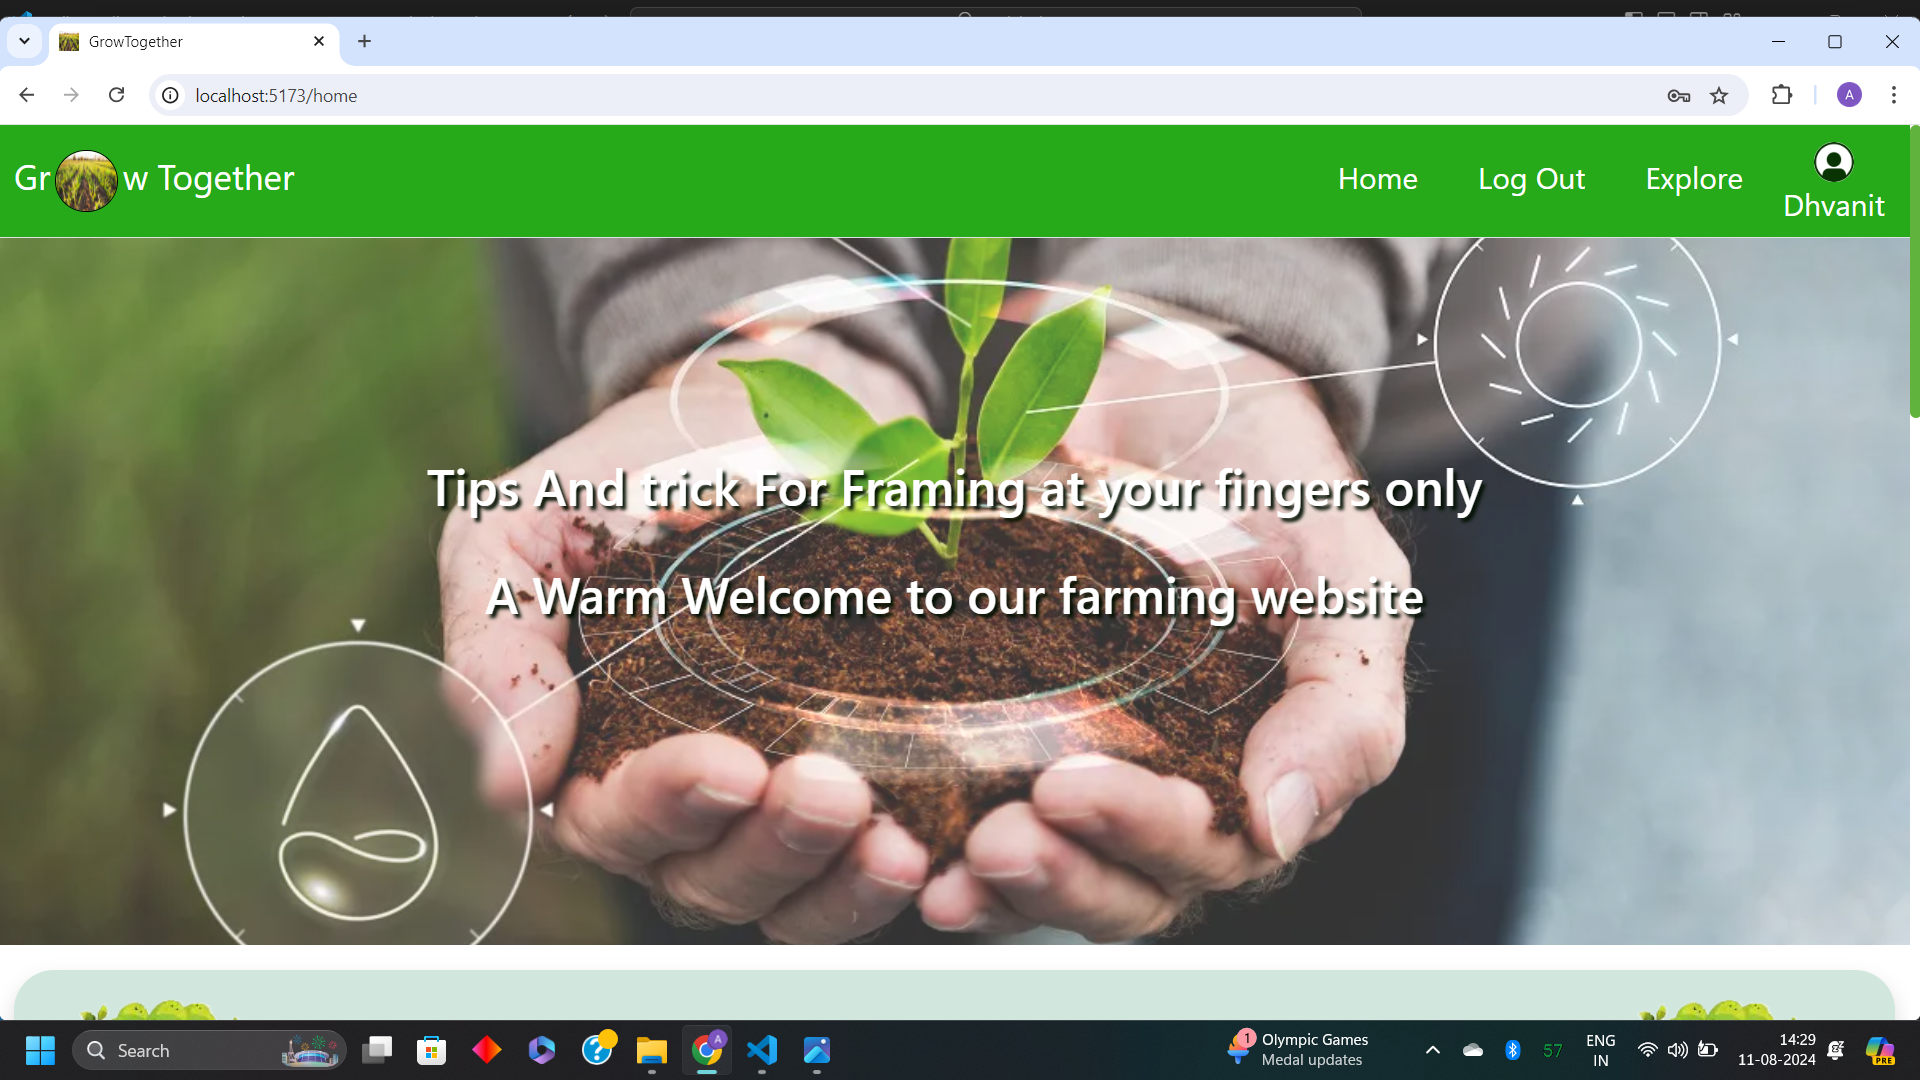 GrowTogether
localhost:5173/home
A
Gr w Together
Home
Log Out
Explore
Dhvanit
Tips And trick For Framing at your fingers only
A Warm Welcome to our farming website
Search
A
1
Olympic Games
Medal updates
57
ENG
IN
14:29
11-08-2024
PRE